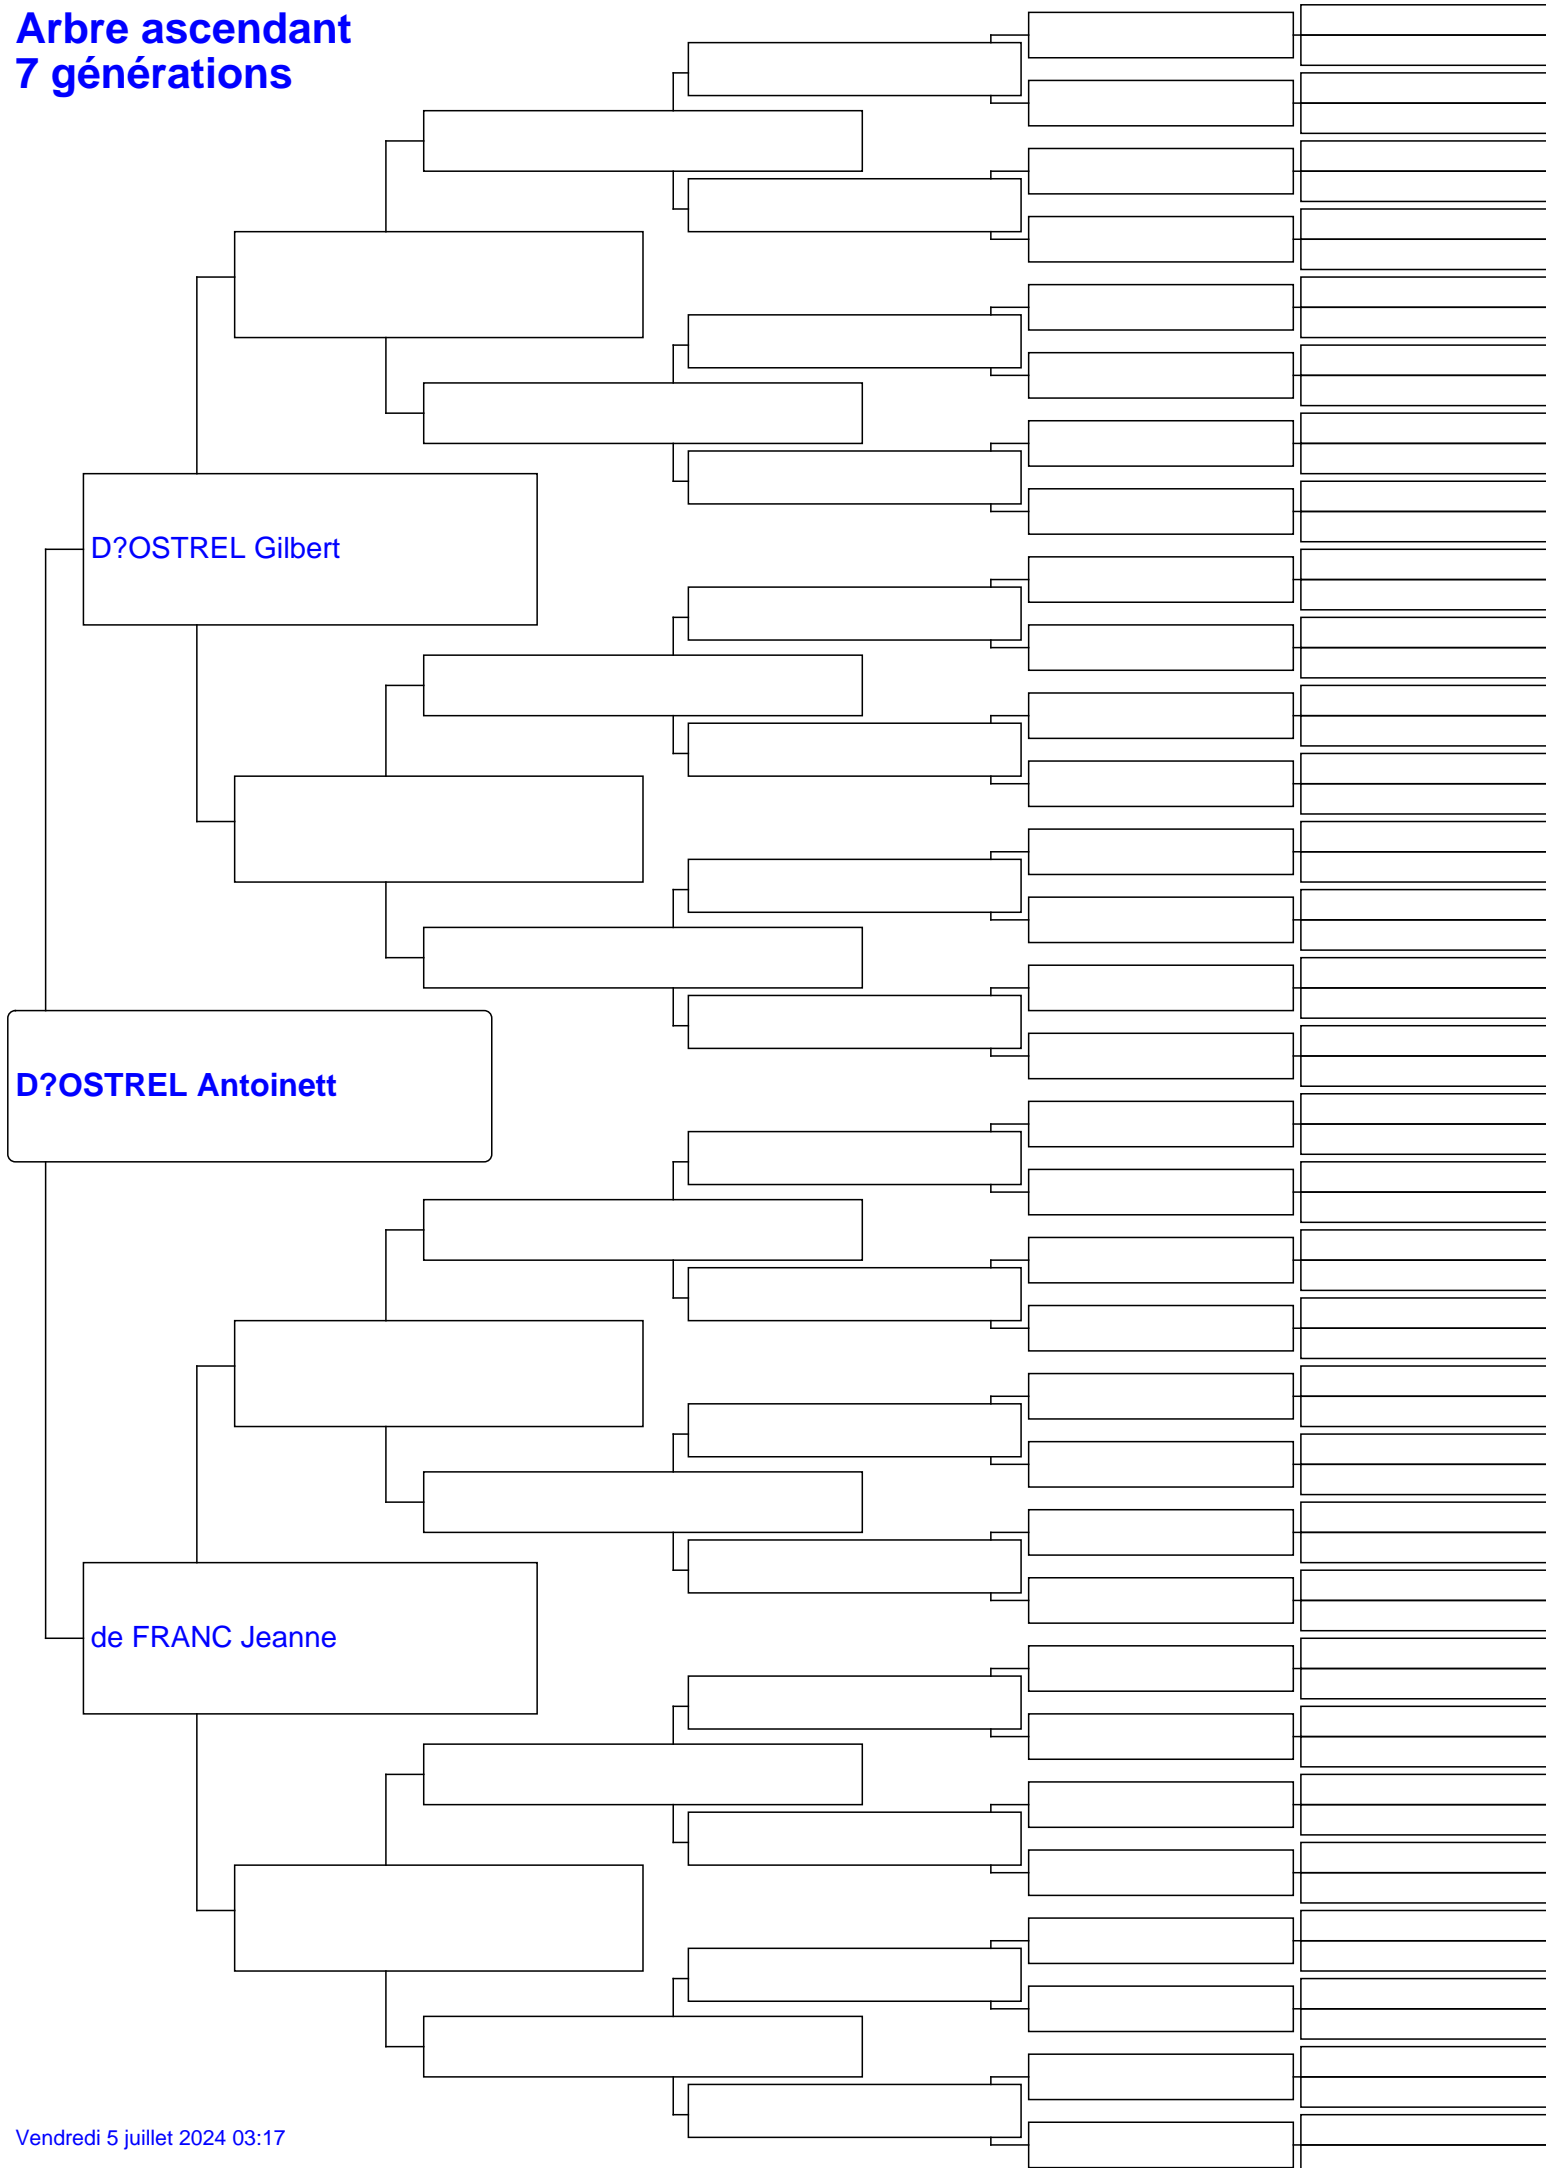 Arbre ascendant
7 générations
D?OSTREL Gilbert
D?OSTREL Antoinett
de FRANC Jeanne
Vendredi 5 juillet 2024 03:17